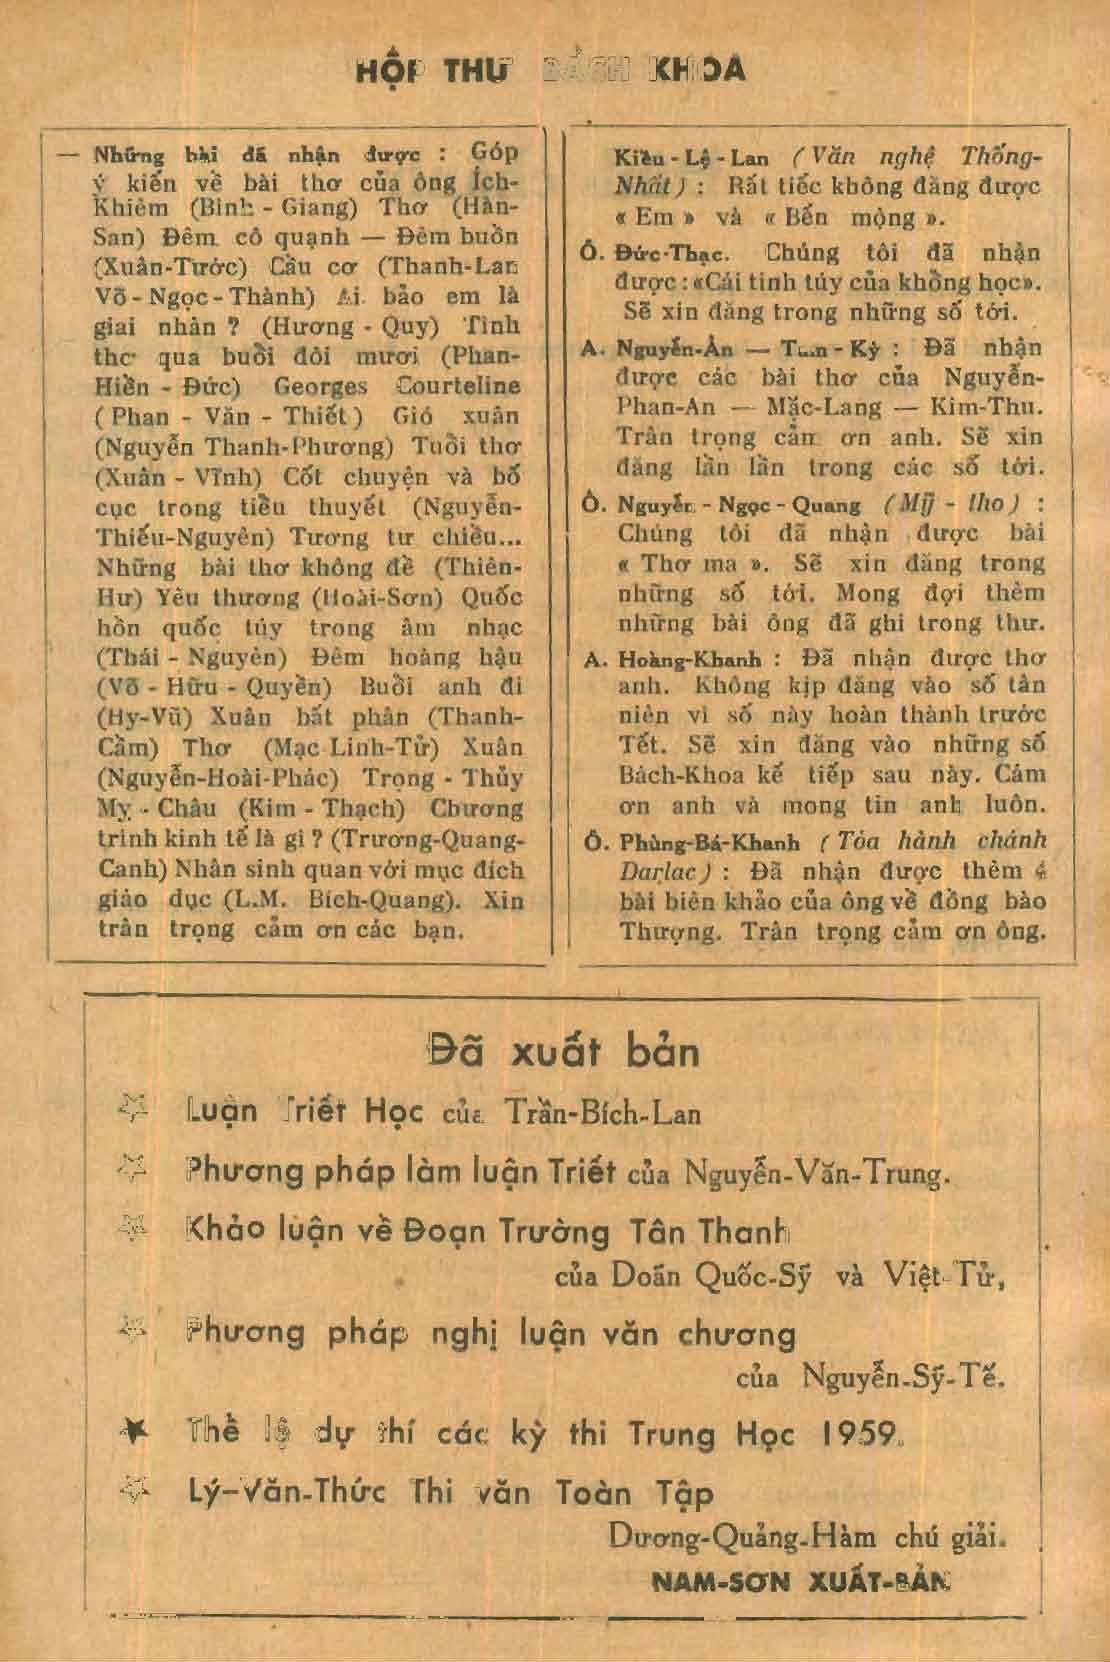 HỘP THƯ BÁCH KHOA
— Những bài đã nhận được : Góp
ý kiến về bài thơ của ông Ích-
Khiêm (Bình - Giang) Thơ (Hàn-
San) Đêm cô quạnh — Đêm buồn
(Xuân-Tước) Cầu cơ (Thanh-Lan
Võ - Ngọc - Thành) Ai bảo em là
giai nhân ? (Hương - Quy) Tình
thơ qua buổi đôi mươi (Phan-
Hiền - Đức) Georges Courteline
( Phan - Văn - Thiết ) Gió xuân
(Nguyễn Thanh-Phương) Tuổi thơ
(Xuân - Vĩnh) Cốt chuyện và bố
cục trong tiểu thuyết (Nguyễn-
Thiếu-Nguyên) Tương tư chiều...
Những bài thơ không đề (Thiên-
Hư) Yêu thương (Hoài-Sơn) Quốc
hồn quốc túy trong âm nhạc
(Thái - Nguyên) Đêm hoàng hậu
(Võ - Hữu - Quyền) Buổi anh đi
(Hy-Vũ) Xuân bất phân (Thanh-
Cầm) Thơ (Mạc Linh-Tử) Xuân
(Nguyễn-Hoài-Phác) Trọng - Thủy
Mỵ - Châu (Kim - Thạch) Chương
trình kinh tế là gì ? (Trương-Quang-
Canh) Nhân sinh quan với mục đích
giáo dục (L.M. Bích-Quang). Xin
trân trọng cảm ơn các bạn.
Kiều - Lệ - Lan ( Văn nghệ Thống-
Nhất ) : Rất tiếc không đăng được
« Em » và « Bến mộng ».
Ô. Đức-Thạc. Chúng tôi đã nhận
được : «Cái tinh túy của khổng học».
Sẽ xin đăng trong những số tới.
A. Nguyễn-Ân — - Kỳ : Đã nhận
được các bài thơ của Nguyễn-
Phan-An — Mặc-Lang — Kim-Thu.
Trân trọng cảm ơn anh. Sẽ xin
đăng lần lần trong các số tới.
Ô. Nguyễn - Ngọc - Quang ( Mỹ - tho ) :
Chúng tôi đã nhận được bài
« Thơ ma ». Sẽ xin đăng trong
những số tới. Mong đợi thêm
những bài ông đã ghi trong thư.
A. Hoàng-Khanh : Đã nhận được thơ
anh. Không kịp đăng vào số tân
niên vì số này hoàn thành trước
Tết. Sẽ xin đăng vào những số
Bách-Khoa kế tiếp sau này. Cám
ơn anh và mong tin anh luôn.
Ô. Phùng-Bá-Khanh ( Tòa hành chánh
Darlac ) : Đã nhận được thêm
bài biên khảo của ông về đồng bào
Thượng. Trân trọng cảm ơn ông.
Đã xuất bản
Luận Triết Học của Trần-Bích-Lan
Phương pháp làm luận Triết của Nguyễn-Văn-Trung.
Khảo luận về Đoạn Trường Tân Thanh
của Doãn Quốc-Sỹ và Việt-Tử,
Phương pháp nghị luận văn chương
của Nguyễn-Sỹ-Tế.
Thể lệ dự thí các kỳ thi Trung Học 1959.
Lý-Văn-Thức Thi văn Toàn Tập
Dương-Quảng-Hàm chú giải.
NAM-SƠN XUẤT-BẢN